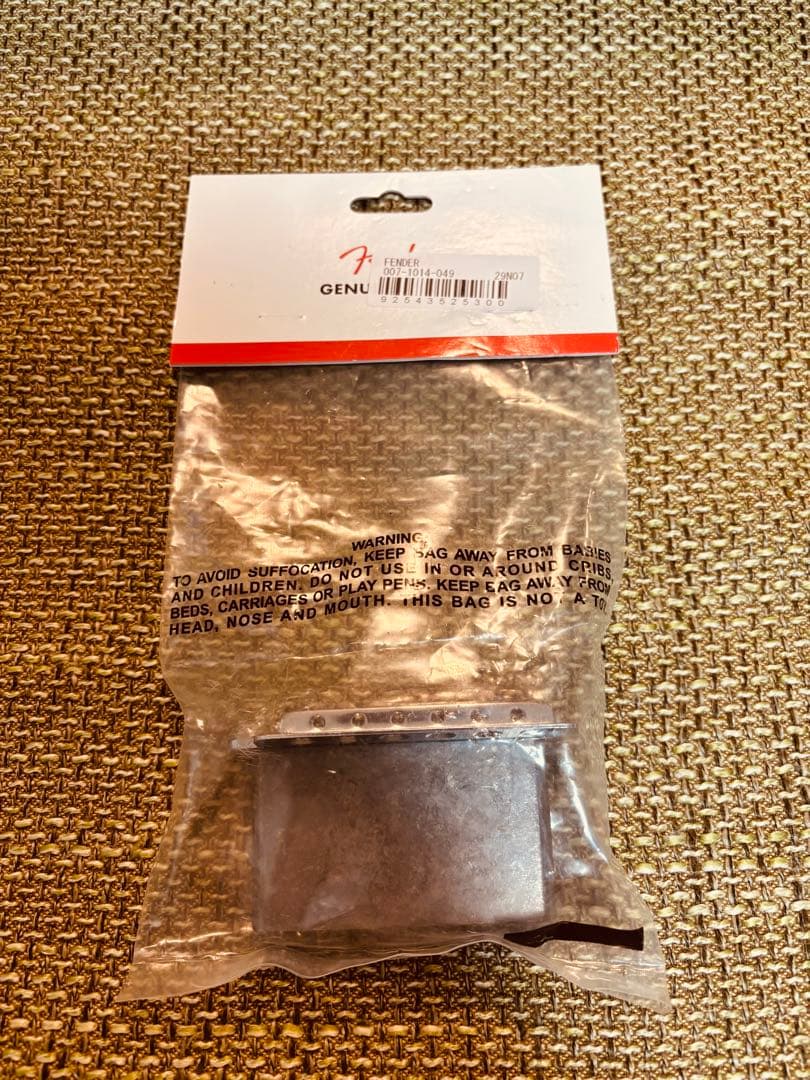 FENDER
007-1014-049 29N07
GENU
92543525300
WARNING
TO AVOID SUFFOCATION, KEEP BAG AWAY FROM BABIES
AND CHILDREN. DO NOT USE IN OR AROUND CRIBS,
BEDS, CARRIAGES OR PLAY PENS. KEEP BAG AWAY FROM
HEAD, NOSE AND MOUTH. THIS BAG IS NOT A TOY